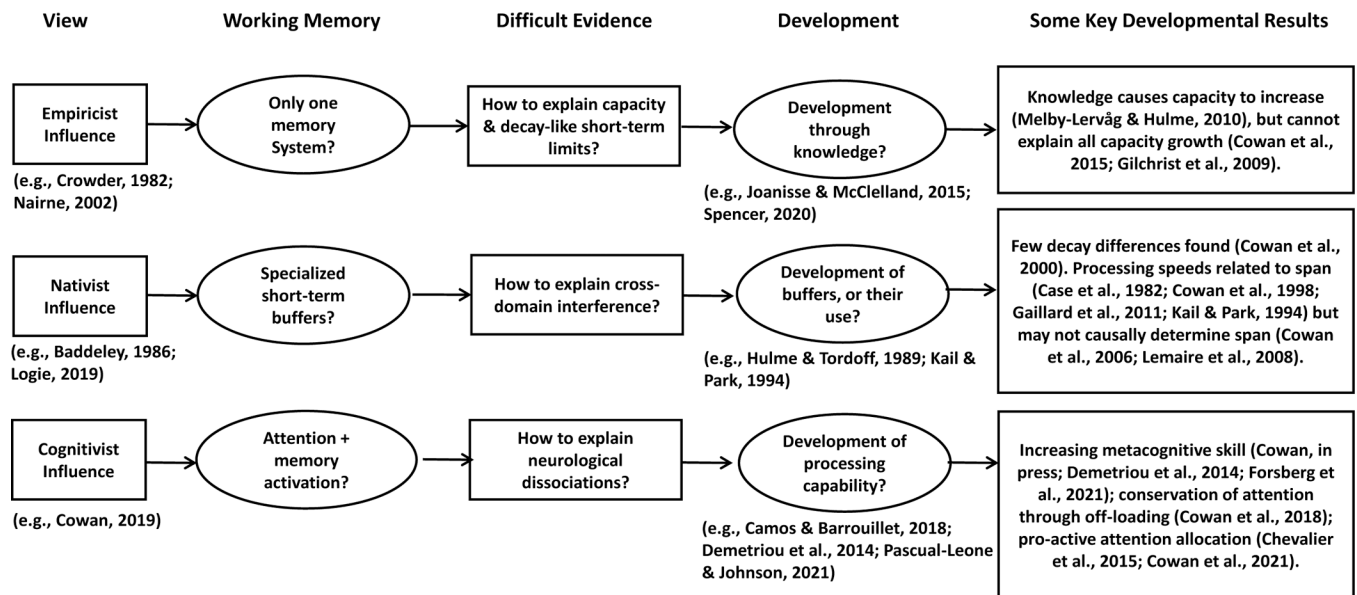 View
Working Memory
Difficult Evidence
Development
Some Key Developmental Results
Empiricist
Influence
(e.g., Crowder, 1982;
Nairne, 2002)
Only one
memory
System?
How to explain capacity
& decay-like short-term
limits?
Development
through
knowledge?
(e.g., Joanisse & McClelland, 2015;
Spencer, 2020)
Knowledge causes capacity to increase
(Melby-Lervåg & Hulme, 2010), but cannot
explain all capacity growth (Cowan et al.,
2015; Gilchrist et al., 2009).
Nativist
Influence
(e.g., Baddeley, 1986;
Logie, 2019)
Specialized
short-term
buffers?
How to explain cross-
domain interference?
Development of
buffers, or their
use?
(e.g., Hulme & Tordoff, 1989; Kail &
Park, 1994)
Few decay differences found (Cowan et al.,
2000). Processing speeds related to span
(Case et al., 1982; Cowan et al., 1998;
Gaillard et al., 2011; Kail & Park, 1994) but
may not causally determine span (Cowan
et al., 2006; Lemaire et al., 2008).
Cognitivist
Influence
(e.g., Cowan, 2019)
Attention +
memory
activation?
How to explain
neurological
dissociations?
Development of
processing
capability?
(e.g., Camos & Barrouillet, 2018;
Demetriou et al., 2014; Pascual-Leone
& Johnson, 2021)
Increasing metacognitive skill (Cowan, in
press; Demetriou et al., 2014; Forsberg
et al., 2021); conservation of attention
through off-loading (Cowan et al., 2018);
pro-active attention allocation (Chevalier
et al., 2015; Cowan et al., 2021).